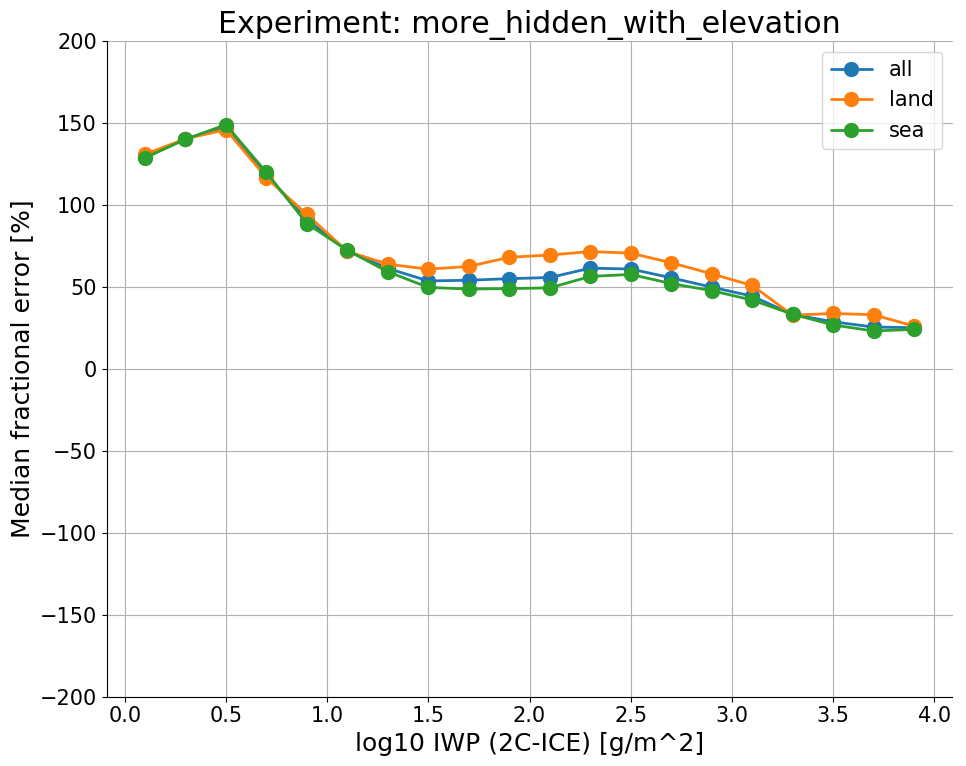 Experiment: more_hidden_with_elevation
all
land
sea
Median fractional error [%]
200
150
100
50
0
−50
−100
−150
−200
0.0 0.5 1.0 1.5 2.0 2.5 3.0 3.5 4.0
log10 IWP (2C-ICE) [g/m^2]